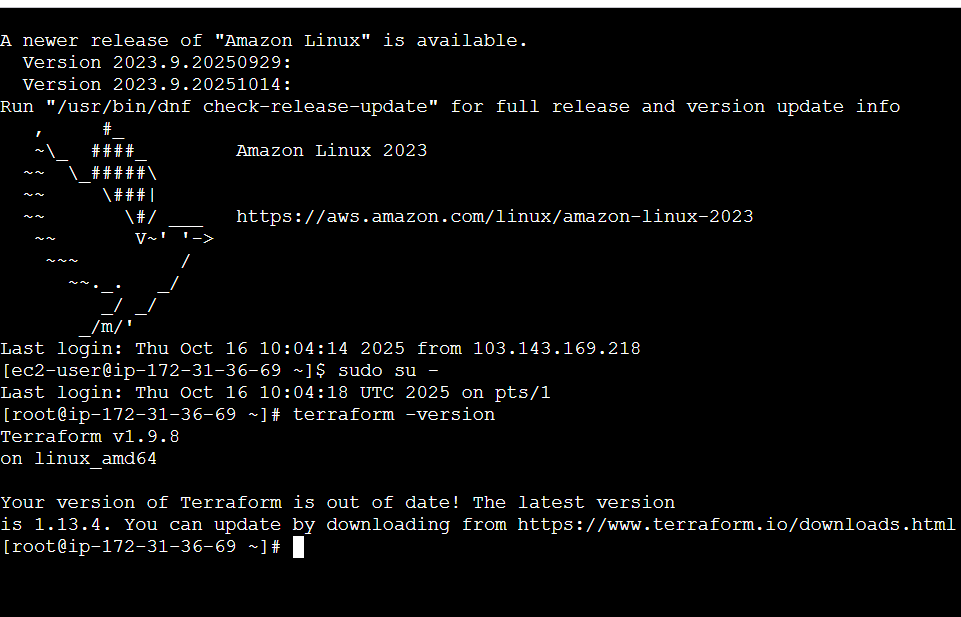 A newer release of "Amazon Linux" is available.
  Version 2023.9.20250929:
  Version 2023.9.20251014:
Run "/usr/bin/dnf check-release-update" for full release and version update info
   ,     #_
   ~\_  ####_        Amazon Linux 2023
  ~~  \_#####\
  ~~     \###|
  ~~       \#/ ___   https://aws.amazon.com/linux/amazon-linux-2023
   ~~       V~' '->
    ~~~         /
      ~~._.   _/
         _/ _/
       _/m/'
Last login: Thu Oct 16 10:04:14 2025 from 103.143.169.218
[ec2-user@ip-172-31-36-69 ~]$ sudo su -
Last login: Thu Oct 16 10:04:18 UTC 2025 on pts/1
[root@ip-172-31-36-69 ~]# terraform -version
Terraform v1.9.8
on linux_amd64

Your version of Terraform is out of date! The latest version
is 1.13.4. You can update by downloading from https://www.terraform.io/downloads.html
[root@ip-172-31-36-69 ~]#